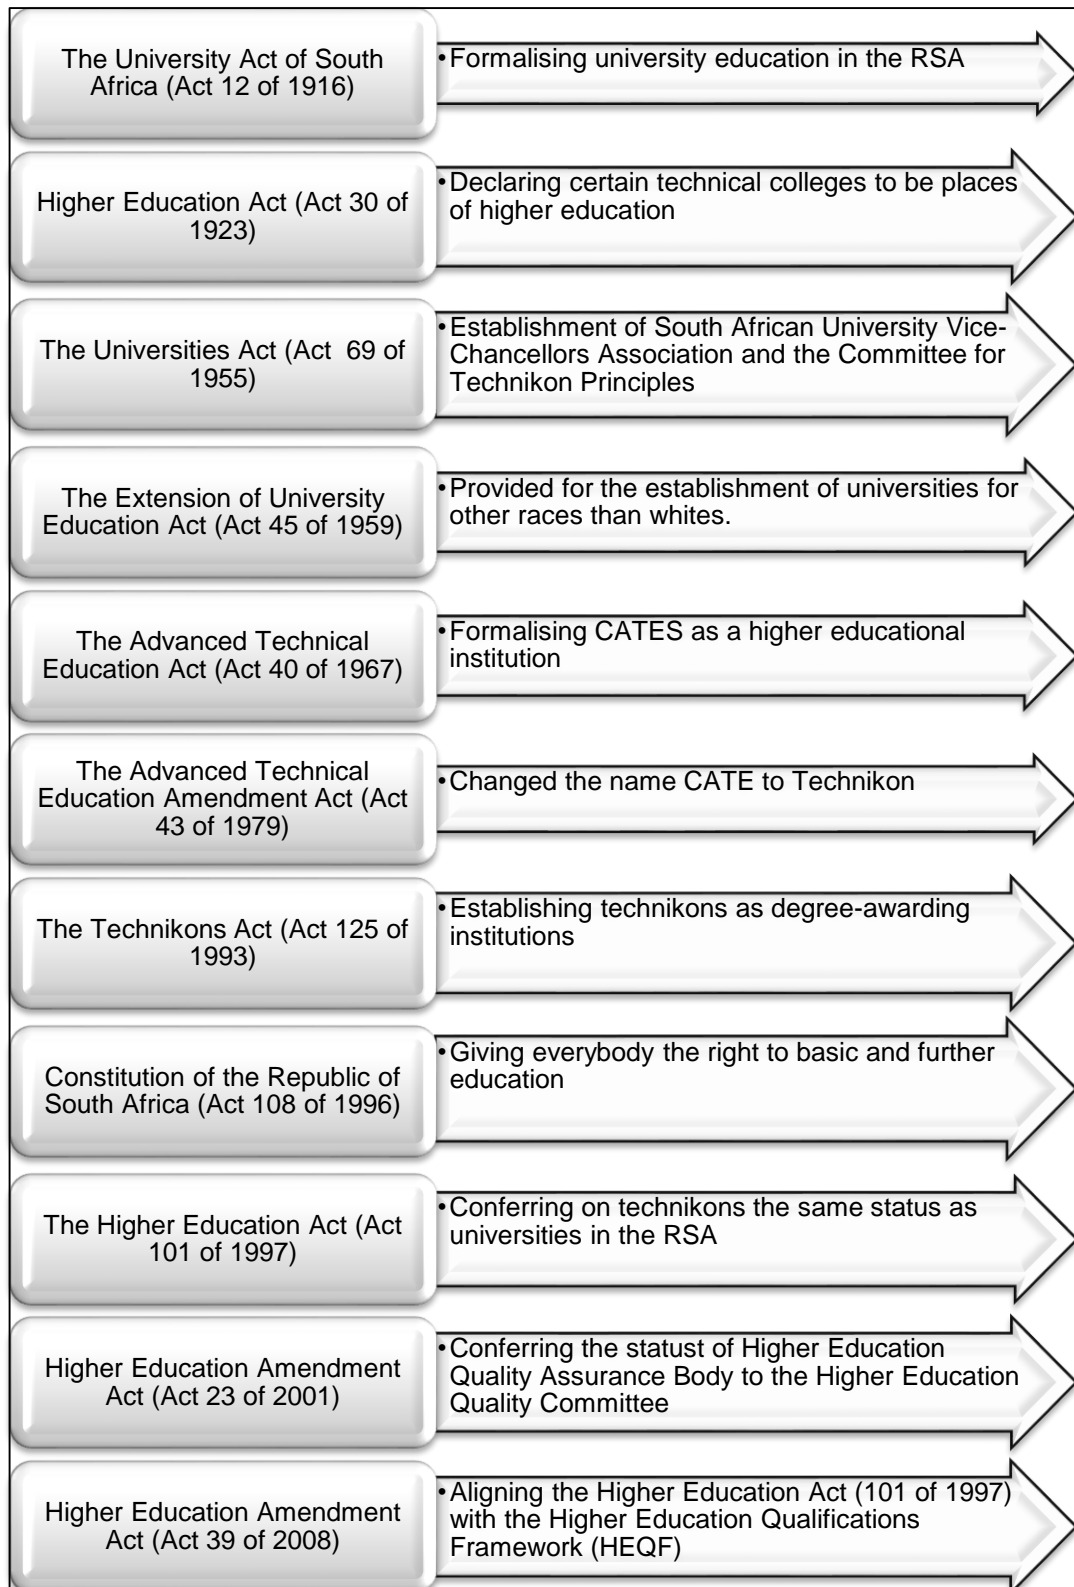 The University Act of South
Africa (Act 12 of 1916)
•Formalising university education in the RSA
Higher Education Act (Act 30 of
1923)
•Declaring certain technical colleges to be places
of higher education
The Universities Act (Act  69 of
1955)
•Establishment of South African University Vice-
Chancellors Association and the Committee for
Technikon Principles
The Extension of University
Education Act (Act 45 of 1959)
•Provided for the establishment of universities for
other races than whites.
The Advanced Technical
Education Act (Act 40 of 1967)
•Formalising CATES as a higher educational
institution
The Advanced Technical
Education Amendment Act (Act
43 of 1979)
•Changed the name CATE to Technikon
The Technikons Act (Act 125 of
1993)
•Establishing technikons as degree-awarding
institutions
Constitution of the Republic of
South Africa (Act 108 of 1996)
•Giving everybody the right to basic and further
education
The Higher Education Act (Act
101 of 1997)
•Conferring on technikons the same status as
universities in the RSA
Higher Education Amendment
Act (Act 23 of 2001)
•Conferring the statust of Higher Education
Quality Assurance Body to the Higher Education
Quality Committee
Higher Education Amendment
Act (Act 39 of 2008)
•Aligning the Higher Education Act (101 of 1997)
with the Higher Education Qualifications
Framework (HEQF)